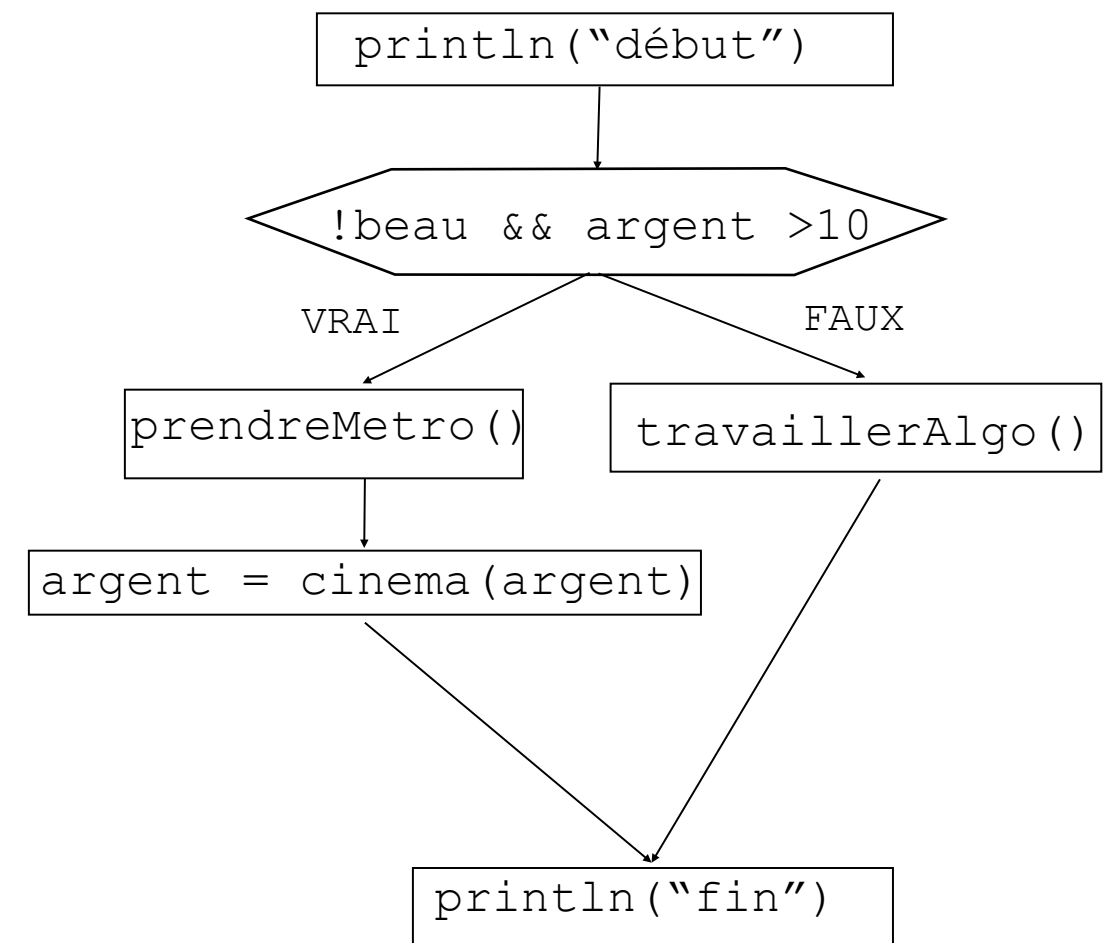 println(“début”)
!beau && argent >10
VRAI
FAUX
prendreMetro()
travaillerAlgo()
argent = cinema(argent)
println(“fin”)